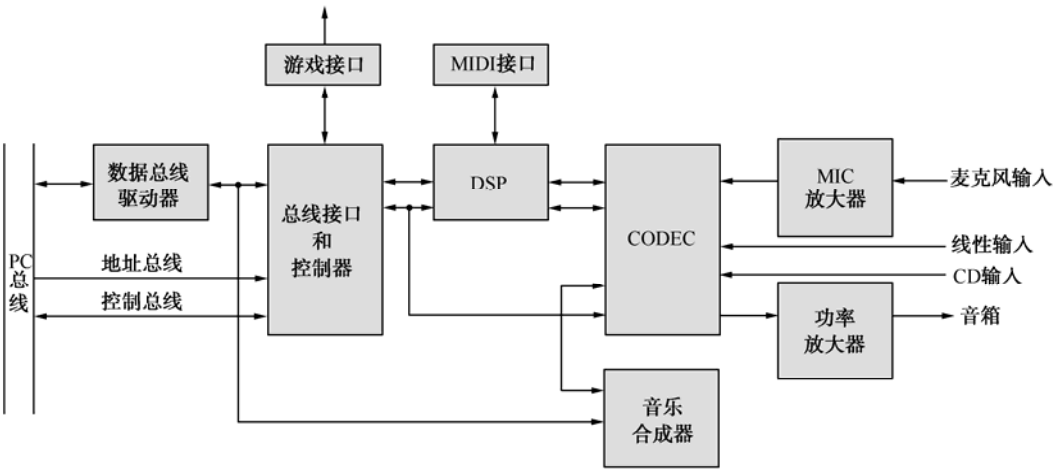 游戏接口
MIDI接口
数据总线
驱动器
DSP
MIC
放大器
麦克风输入
总线接口
和
控制器
CODEC
线性输入
PC
总
线
地址总线
CD输入
控制总线
功率
放大器
音箱
音乐
合成器